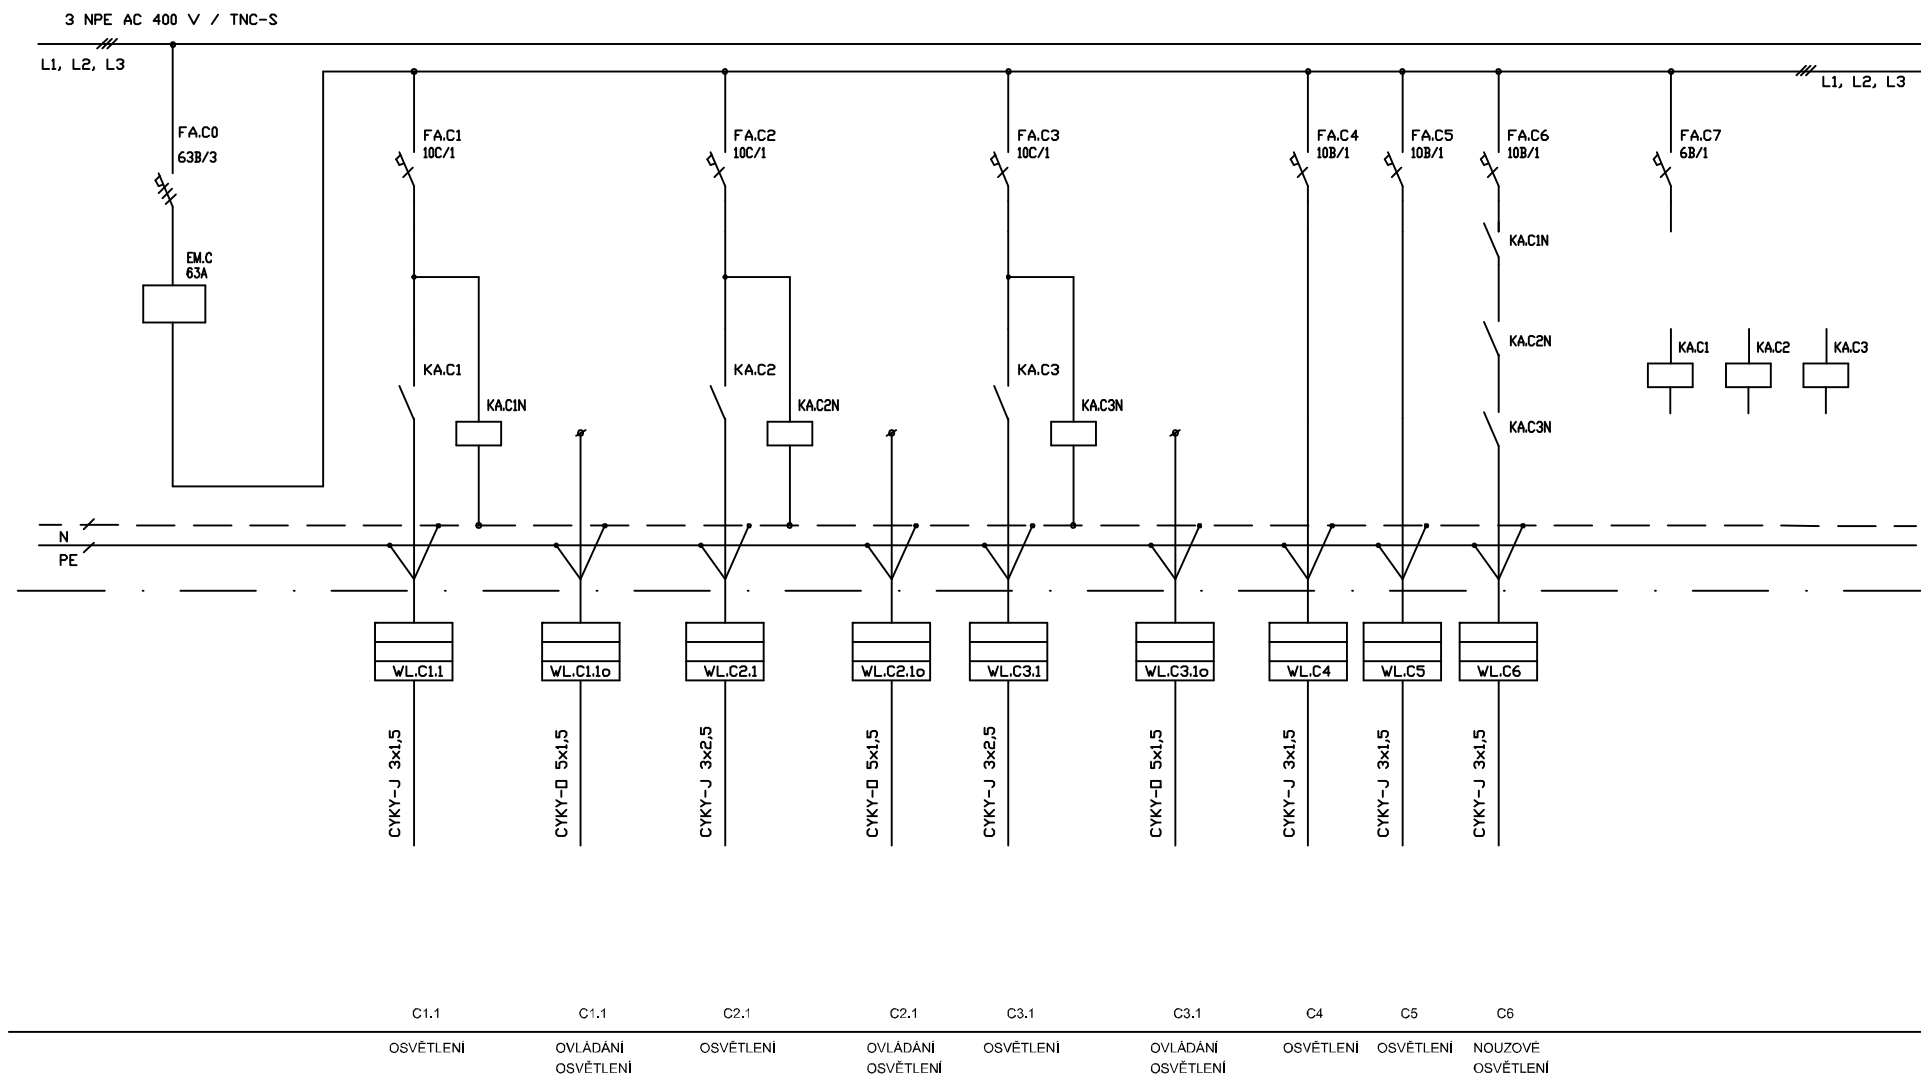 3 NPE AC 400 V / TNC-S
L1, L2, L3
L1, L2, L3
FA.C0
63B/3
FA.C1
10C/1
FA.C2
10C/1
FA.C3
10C/1
FA.C4
10B/1
FA.C5
10B/1
FA.C6
10B/1
FA.C7
6B/1
EM.C
63A
KA.C1N
KA.C2N
KA.C3N
KA.C1
KA.C2
KA.C3
KA.C1
KA.C2
KA.C3
KA.C1N
KA.C2N
KA.C3N
N
PE
WL.C1.1
WL.C1.1o
WL.C2.1
WL.C2.1o
WL.C3.1
WL.C3.1o
WL.C4
WL.C5
WL.C6
CYKY-J 3x1,5
CYKY-O 5x1,5
CYKY-J 3x2,5
CYKY-O 5x1,5
CYKY-J 3x2,5
CYKY-O 5x1,5
CYKY-J 3x1,5
CYKY-J 3x1,5
CYKY-J 3x1,5
C1.1
C1.1
C2.1
C2.1
C3.1
C3.1
C4
C5
C6
OSVĚTLENÍ
OVLÁDÁNÍ
OSVĚTLENÍ
OSVĚTLENÍ
OVLÁDÁNÍ
OSVĚTLENÍ
OSVĚTLENÍ
OVLÁDÁNÍ
OSVĚTLENÍ
OSVĚTLENÍ
OSVĚTLENÍ
NOUZOVÉ
OSVĚTLENÍ